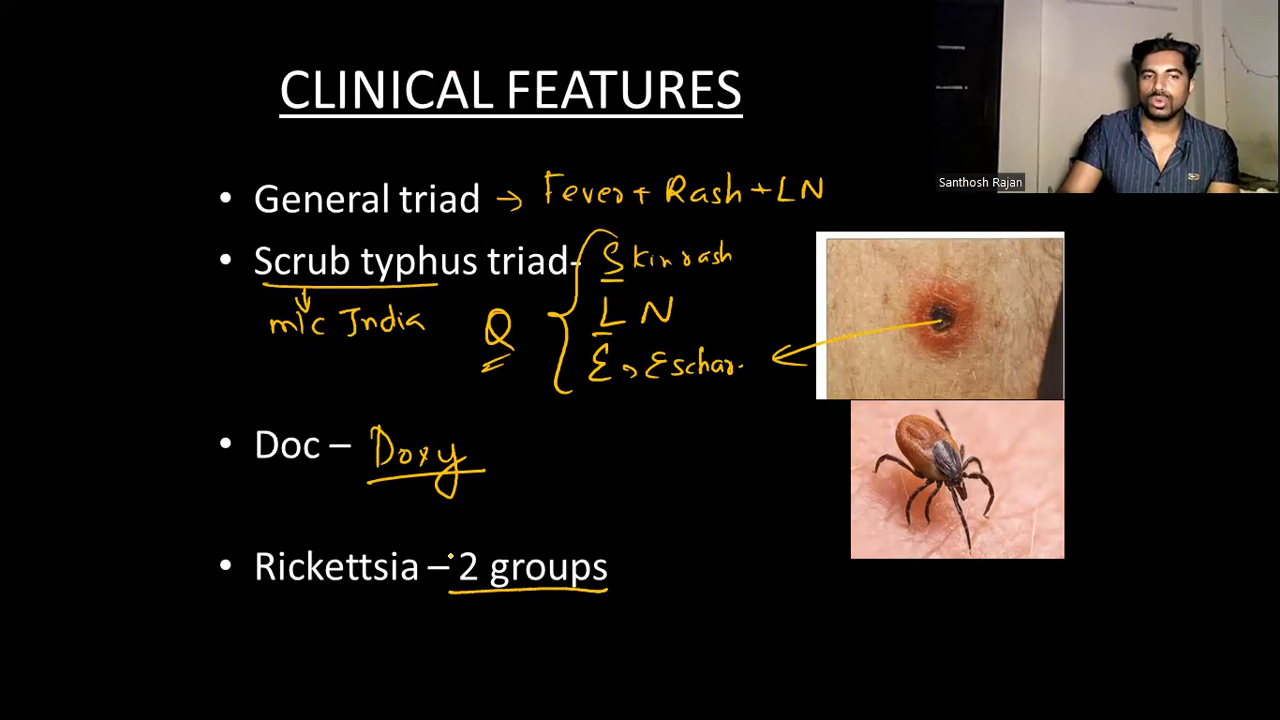 CLINICAL FEATURES
Santhosh Rajan
• General triad → Fever + Rash + LN
• Scrub typhus triad- Skin rash
m/c India Q LN
E → Eschar.
• Doc – Doxy
• Rickettsia – 2 groups